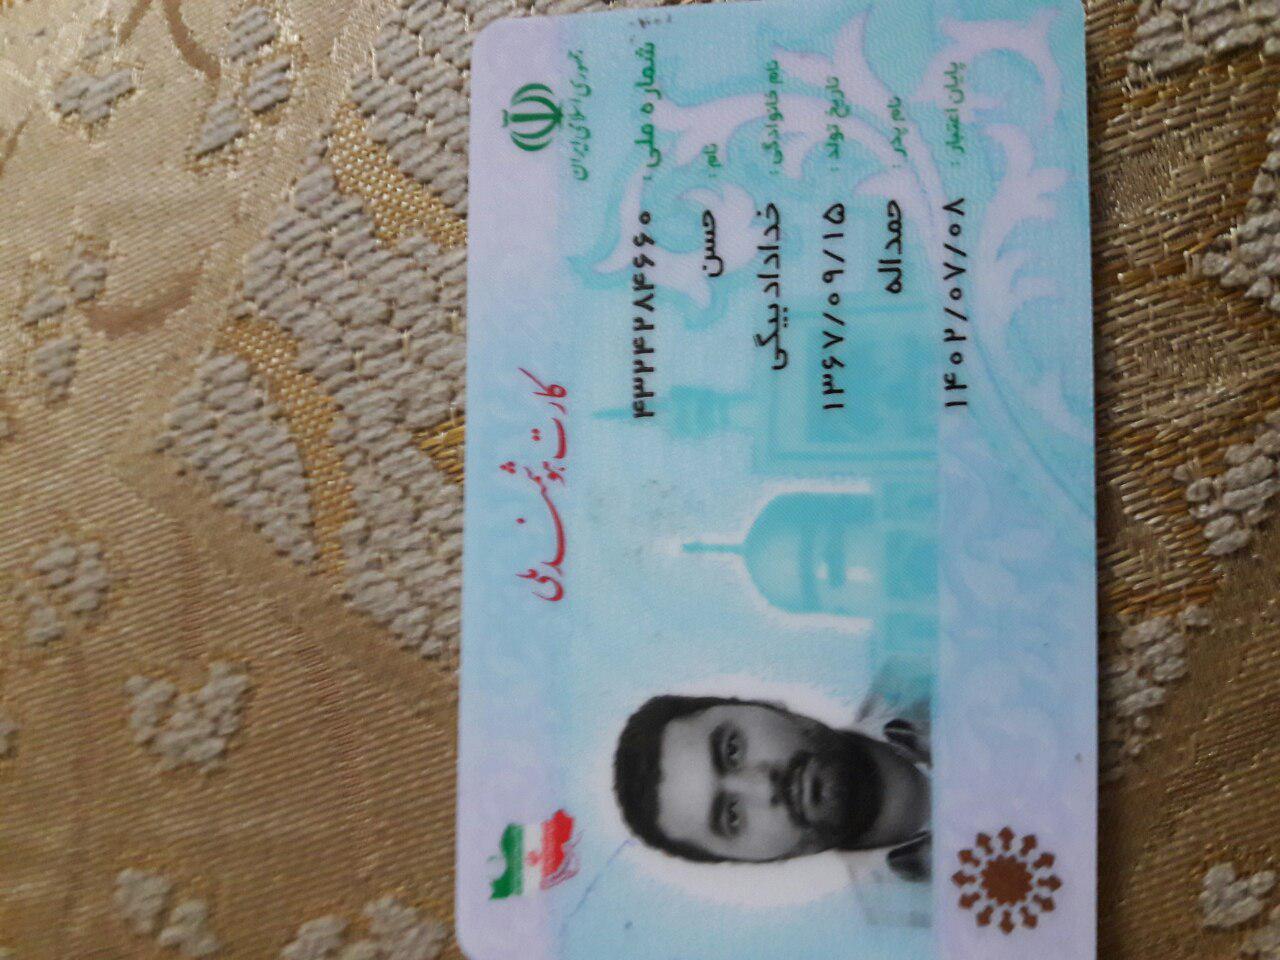 جمهوری اسلامی ایران
کارت هوشمند ملی
شماره ملی : ۴۳۲۴۲۸۴۶۶۰
نام : حسن
نام خانوادگی : خدادادبیگی
تاریخ تولد : ۱۳۶۷/۰۹/۱۵
نام پدر : حمداله
پایان اعتبار : ۱۴۰۲/۰۷/۰۸